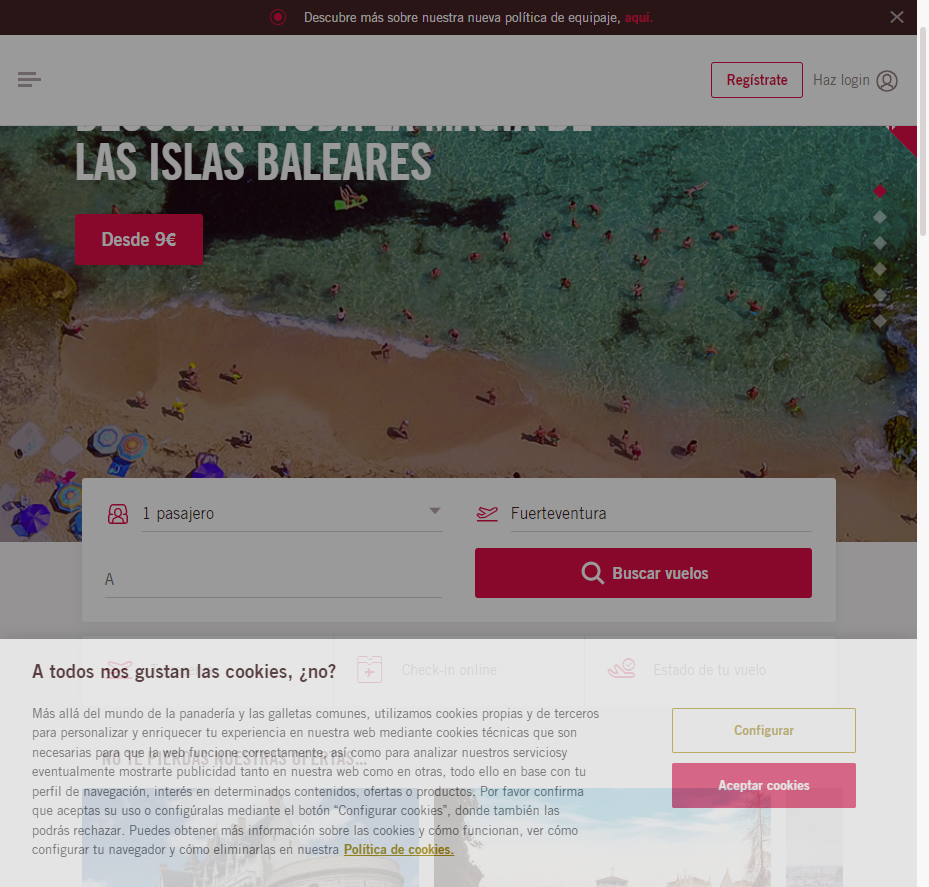 Descubre más sobre nuestra nueva política de equipaje, aquí.
Regístrate
Haz login
DESCUBRE TODA LA MAGIA DE
LAS ISLAS BALEARES
Desde 9€
1 pasajero
Fuerteventura
A
Buscar vuelos
Check-in online
Estado de tu vuelo
A todos nos gustan las cookies, ¿no?
Más allá del mundo de la panadería y las galletas comunes, utilizamos cookies propias y de terceros
para personalizar y enriquecer tu experiencia en nuestra web mediante cookies técnicas que son
necesarias para que la web funcione correctamente, así como para analizar nuestros serviciosy
eventualmente mostrarte publicidad tanto en nuestra web como en otras, todo ello en base con tu
perfil de navegación, interés en determinados contenidos, ofertas o productos. Por favor confirma
que aceptas su uso o configúralas mediante el botón “Configurar cookies”, donde también las
podrás rechazar. Puedes obtener más información sobre las cookies y cómo funcionan, ver cómo
configurar tu navegador y cómo eliminarlas en nuestra Política de cookies.
Configurar
Aceptar cookies
NO TE PIERDAS NUESTRAS OFERTAS...